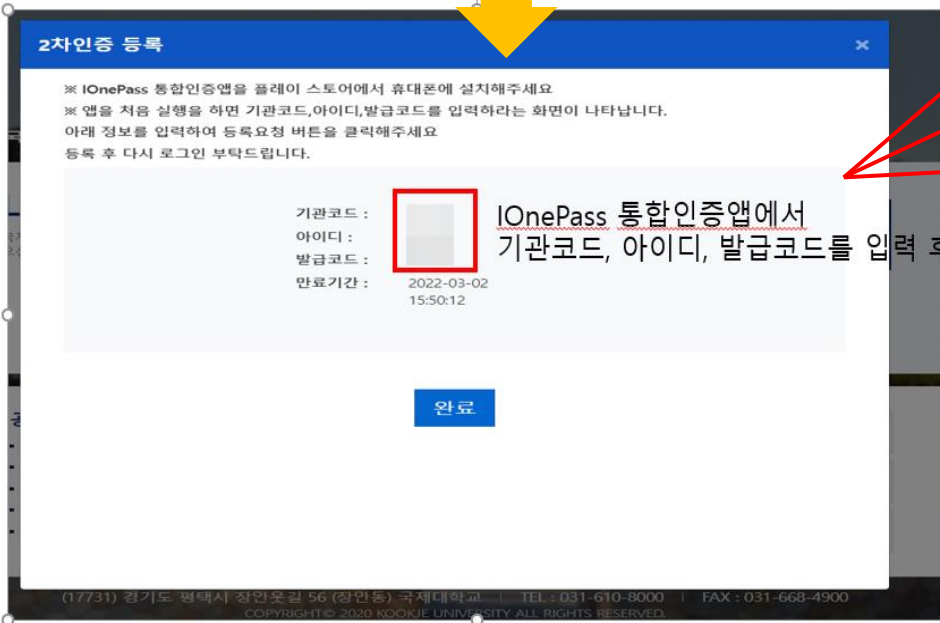 2차인증 등록
×
※ IOnePass 통합인증앱을 플레이 스토어에서 휴대폰에 설치해주세요
※ 앱을 처음 실행을 하면 기관코드,아이디,발급코드를 입력하라는 화면이 나타납니다.
아래 정보를 입력하여 등록요청 버튼을 클릭해주세요
등록 후 다시 로그인 부탁드립니다.
기관코드 :
아이디 :
발급코드 :
만료기간 : 2022-03-02
15:50:12
IOnePass 통합인증앱에서
기관코드, 아이디, 발급코드를 입력 후
완료
(17731) 경기도 평택시 장안웃길 56 (장안동) 국제대학교 | TEL : 031-610-8000 | FAX : 031-668-4900
COPYRIGHT© 2020 KOOKJE UNIVERSITY ALL RIGHTS RESERVED.